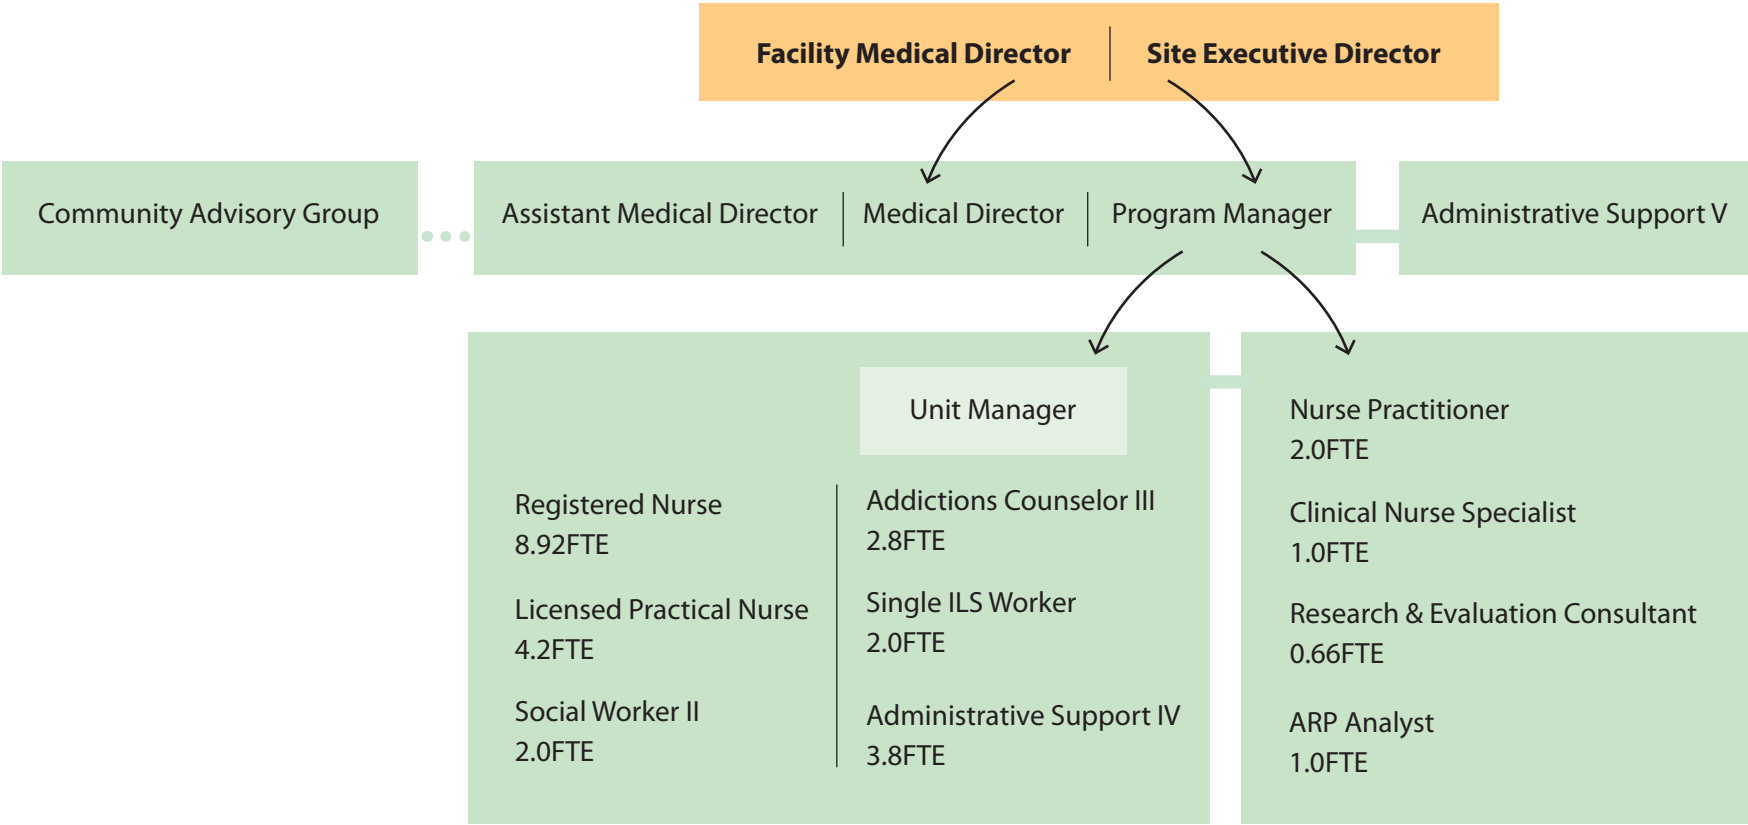 Facility Medical Director
Site Executive Director
Community Advisory Group
Assistant Medical Director
Medical Director
Program Manager
Administrative Support V
Unit Manager
Registered Nurse
8.92FTE
Licensed Practical Nurse
4.2FTE
Social Worker II
2.0FTE
Addictions Counselor III
2.8FTE
Single ILS Worker
2.0FTE
Administrative Support IV
3.8FTE
Nurse Practitioner
2.0FTE
Clinical Nurse Specialist
1.0FTE
Research & Evaluation Consultant
0.66FTE
ARP Analyst
1.0FTE